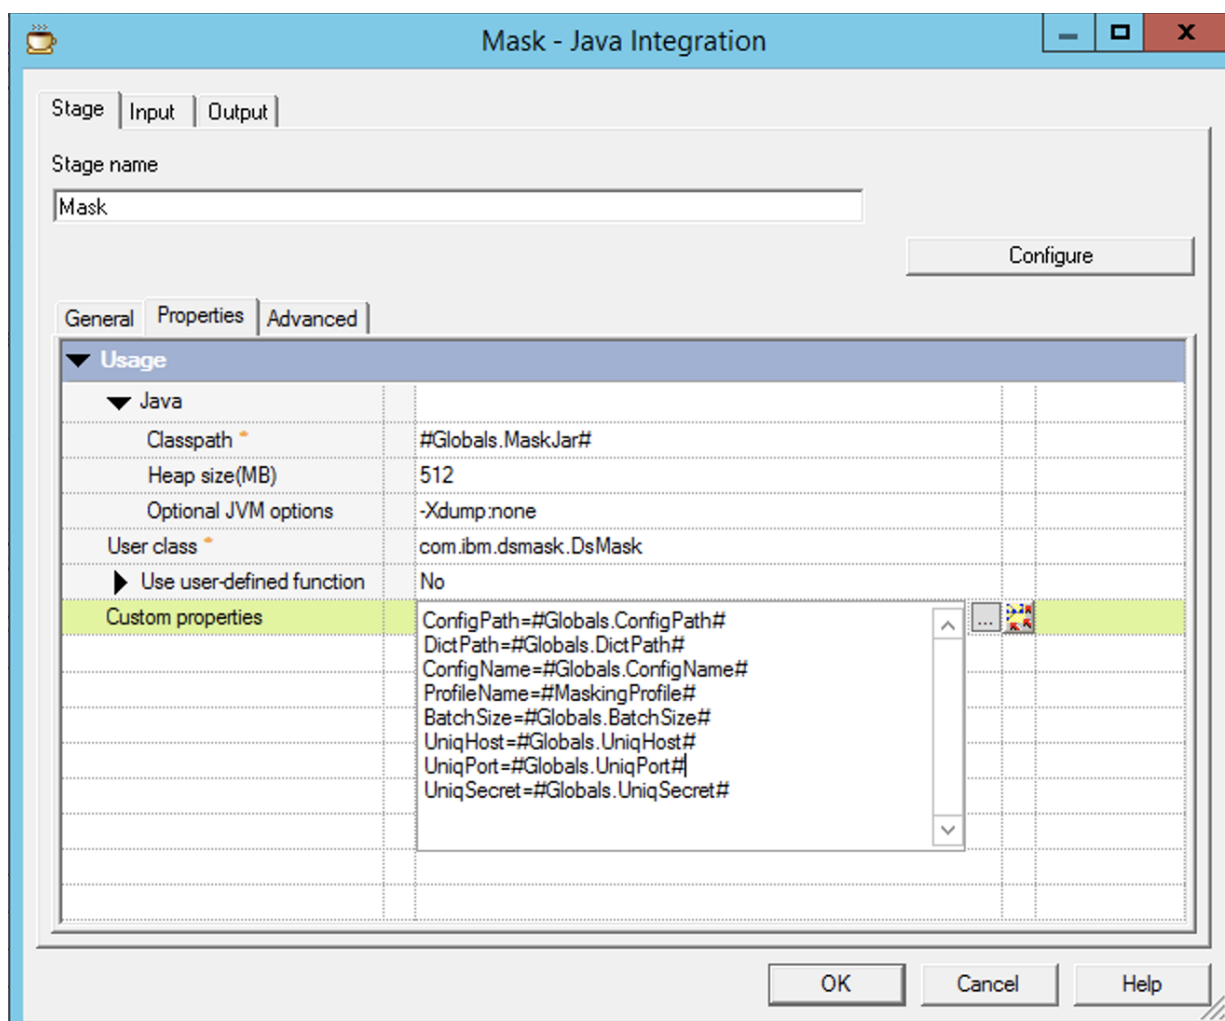 Mask - Java Integration
Stage Input Output
Stage name
Mask
Configure
General Properties Advanced
Usage
Java
Classpath * #Globals.MaskJar#
Heap size(MB) 512
Optional JVM options -Xdump:none
User class * com.ibm.dsmask.DsMask
Use user-defined function No
Custom properties ConfigPath=#Globals.ConfigPath#
...
DictPath=#Globals.DictPath#
ConfigName=#Globals.ConfigName#
ProfileName=#MaskingProfile#
BatchSize=#Globals.BatchSize#
UniqHost=#Globals.UniqHost#
UniqPort=#Globals.UniqPort#
UniqSecret=#Globals.UniqSecret#
OK Cancel Help